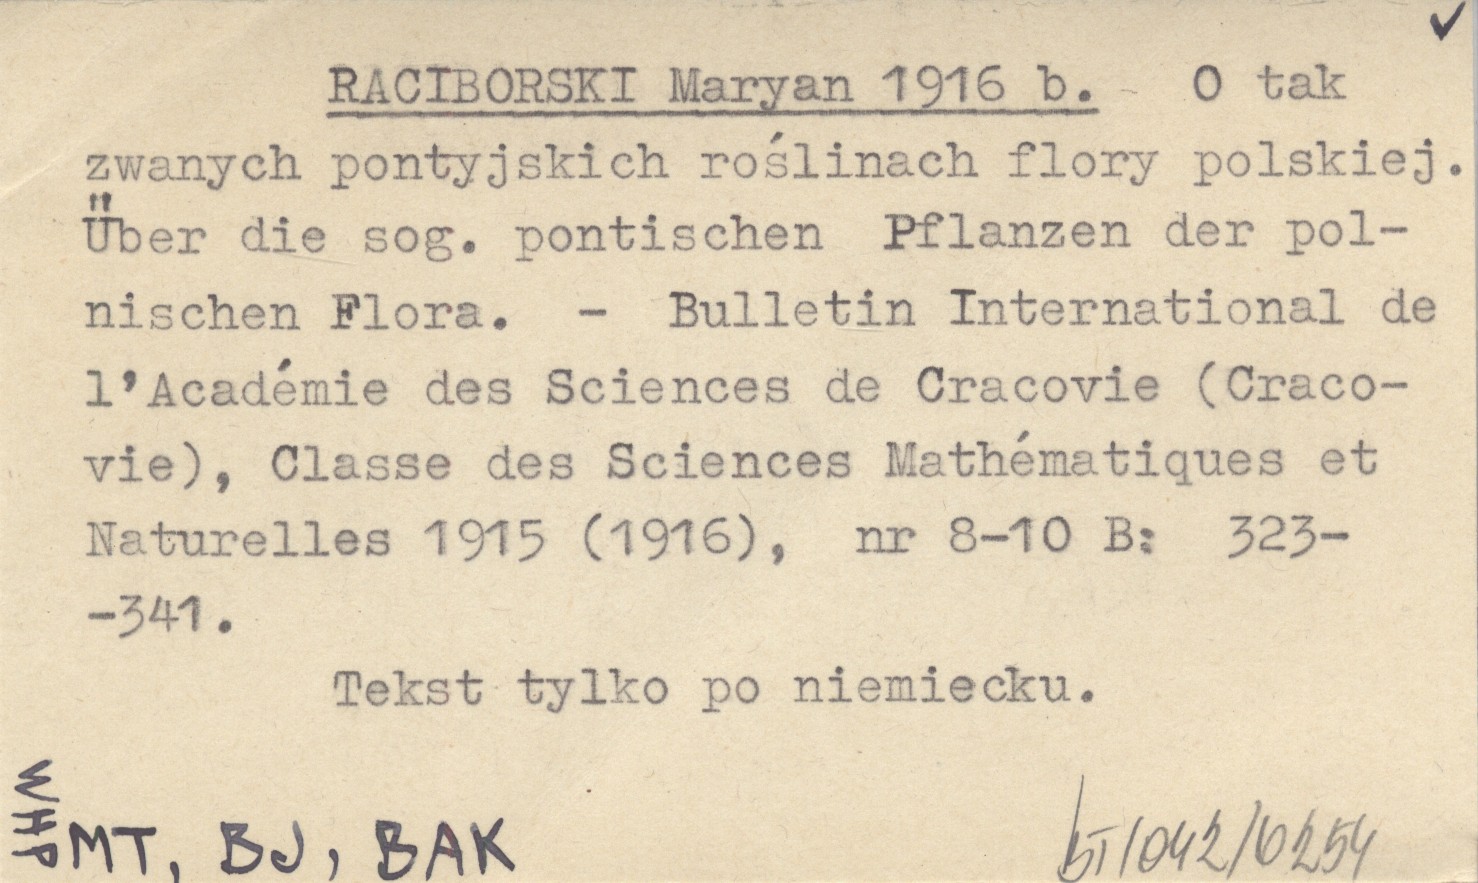 ✓
RACIBORSKI Maryan 1916 b. O tak
zwanych pontyjskich roślinach flory polskiej.
Über die sog. pontischen Pflanzen der pol-
nischen Flora. - Bulletin International de
l'Académie des Sciences de Cracovie (Craco-
vie), Classe des Sciences Mathématiques et
Naturelles 1915 (1916), nr 8-10 B: 323-
-341.
Tekst tylko po niemiecku.
MT, BJ, BAK